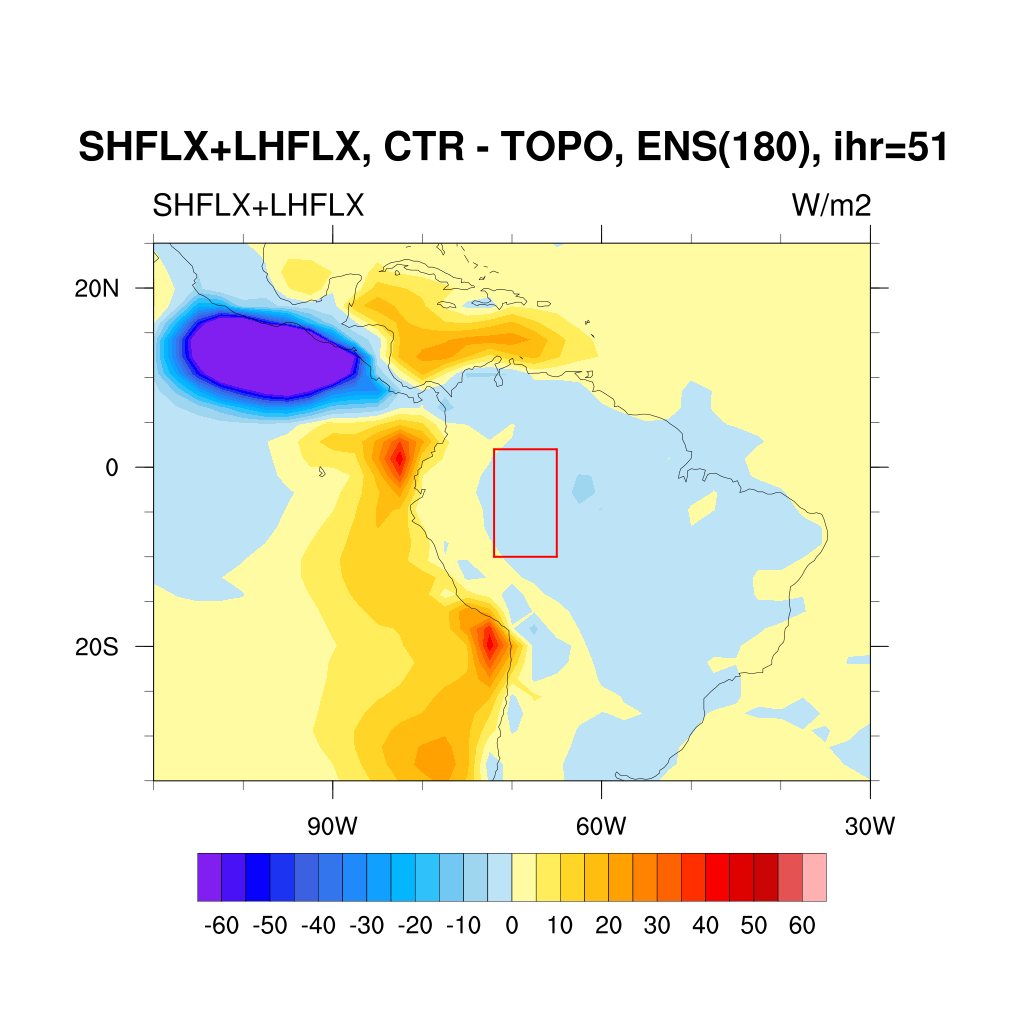 SHFLX+LHFLX, CTR - TOPO, ENS(180), ihr=51
SHFLX+LHFLX W/m2
20N
0
20S
90W 60W 30W
-60 -50 -40 -30 -20 -10 0 10 20 30 40 50 60